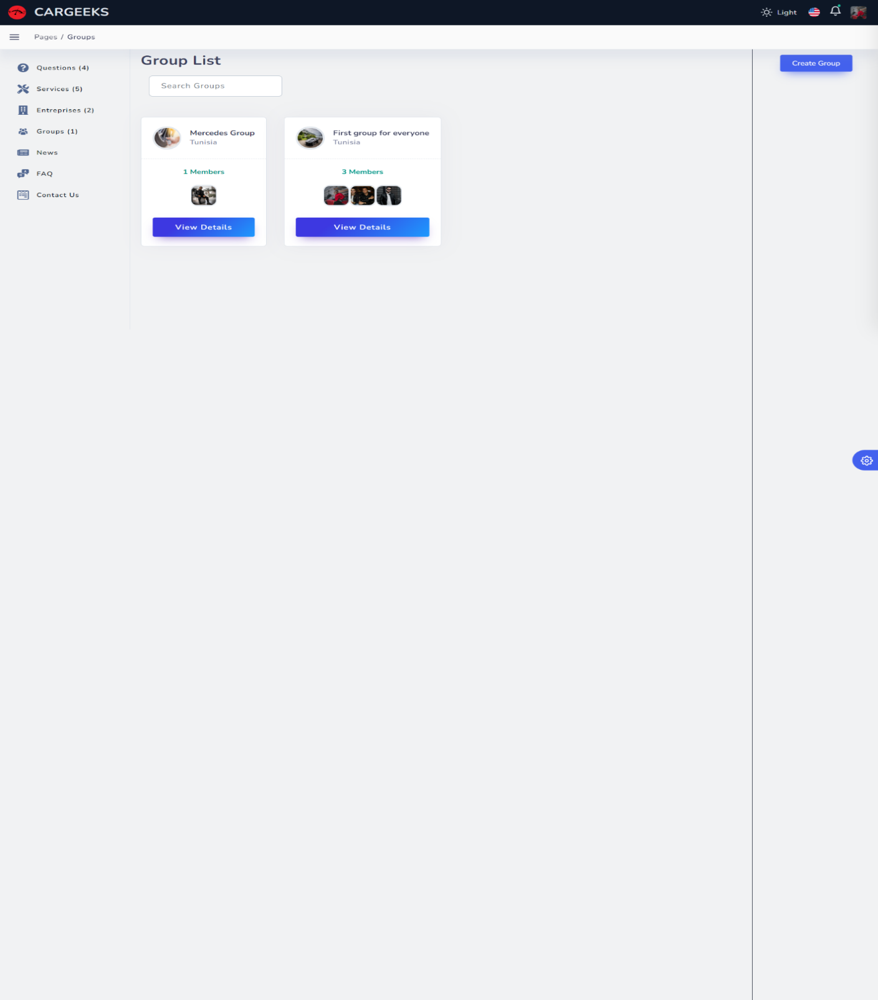 CARGEEKS
Light
Pages / Groups
Questions (4)
Services (5)
Entreprises (2)
Groups (1)
News
FAQ
Contact Us
Group List
Search Groups
Mercedes Group
Tunisia
1 Members
View Details
First group for everyone
Tunisia
3 Members
View Details
Create Group